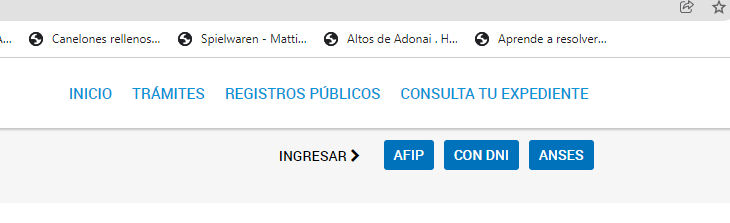 Canelones rellenos... Spielwaren - Matti... Altos de Adonai . H... Aprende a resolver...
INICIO TRÁMITES REGISTROS PÚBLICOS CONSULTA TU EXPEDIENTE
INGRESAR AFIP CON DNI ANSES